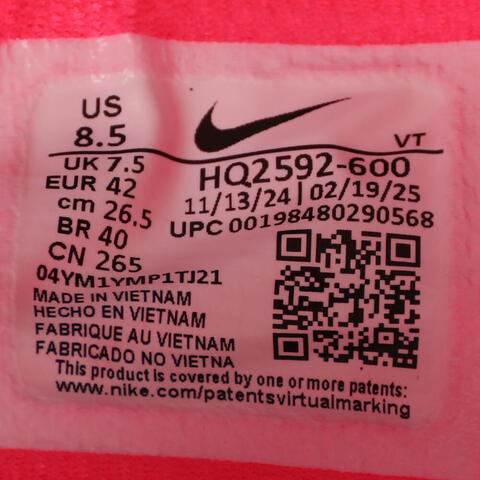 US
8.5
VT
UK 7.5
HQ2592-600
EUR 42
11/13/24 | 02/19/25
cm 26.5
UPC 00198480290568
BR 40
CN 265
04YM1YMP1TJ21
MADE IN VIETNAM
HECHO EN VIETNAM
FABRIQUE AU VIETNAM
FABRICADO NO VIETNA
This product is covered by one or more patents:
www.nike.com/patentsvirtualmarking